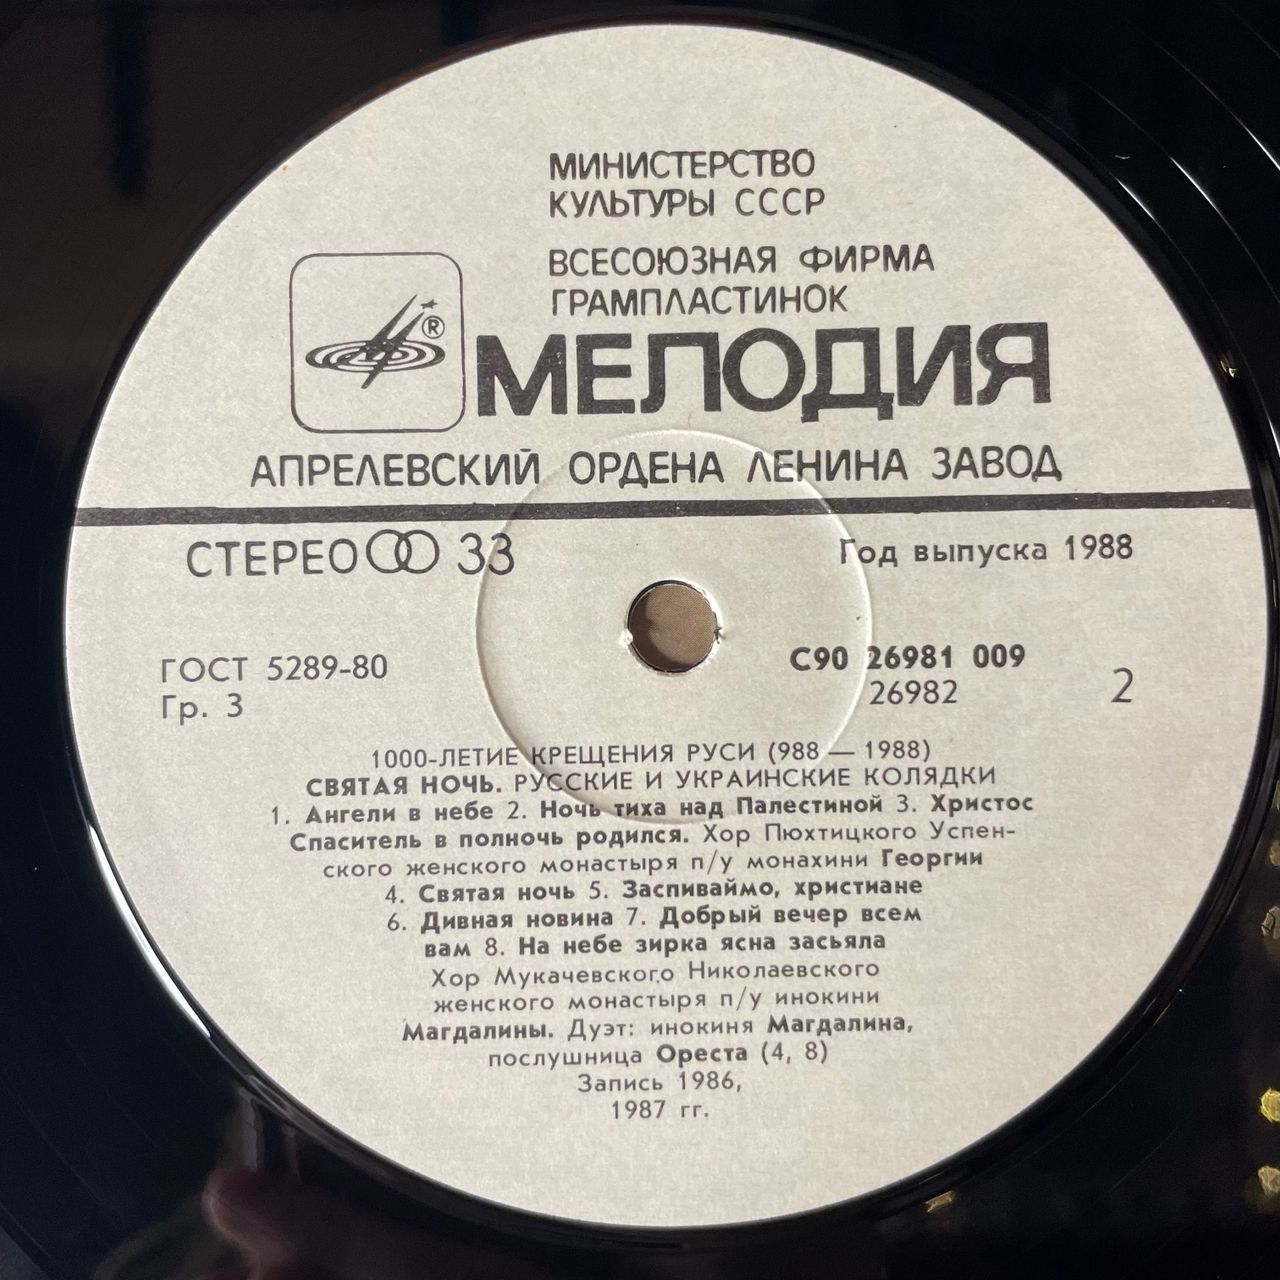 МИНИСТЕРСТВО
КУЛЬТУРЫ СССР
ВСЕСОЮЗНАЯ ФИРМА
ГРАМПЛАСТИНОК
®
МЕЛОДИЯ
АПРЕЛЕВСКИЙ ОРДЕНА ЛЕНИНА ЗАВОД
СТЕРЕО 33
Год выпуска 1988
ГОСТ 5289-80
Гр. 3
С90 26981 009
26982
2
1000-ЛЕТИЕ КРЕЩЕНИЯ РУСИ (988 — 1988)
СВЯТАЯ НОЧЬ. РУССКИЕ И УКРАИНСКИЕ КОЛЯДКИ
1. Ангели в небе 2. Ночь тиха над Палестиной 3. Христос
Спаситель в полночь родился. Хор Пюхтицкого Успен-
ского женского монастыря п/у монахини Георгии
4. Святая ночь 5. Заспиваймо, христиане
6. Дивная новина 7. Добрый вечер всем
вам 8. На небе зирка ясна засьяла
Хор Мукачевского Николаевского
женского монастыря п/у инокини
Магдалины. Дуэт: инокиня Магдалина,
послушница Ореста (4, 8)
Запись 1986,
1987 гг.